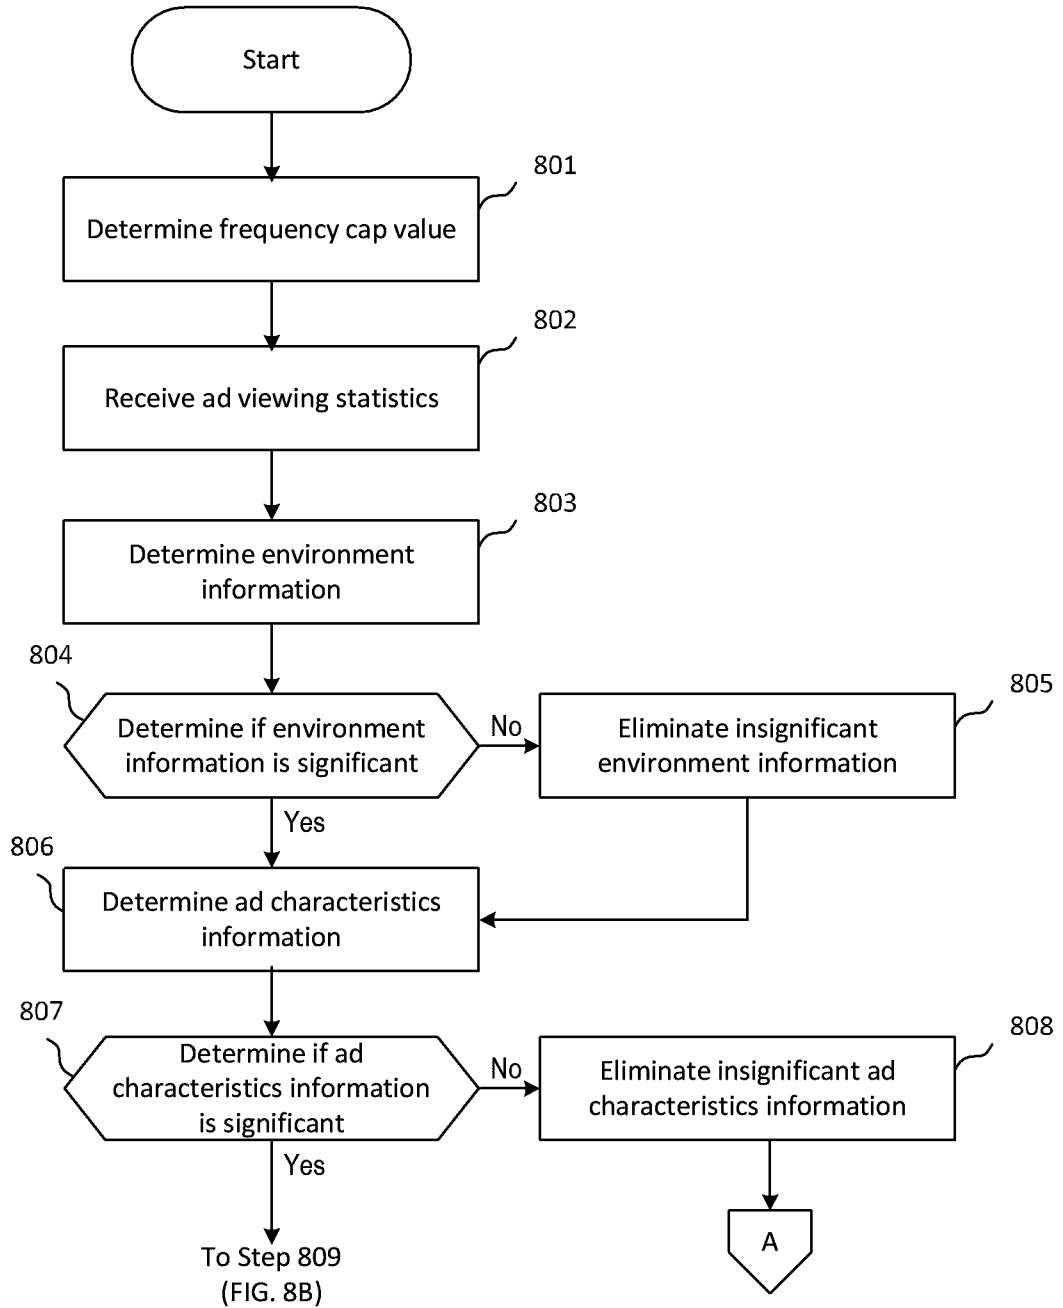 Start
801
Determine frequency cap value
802
Receive ad viewing statistics
803
Determine environment
information
804
Determine if environment
information is significant
No
805
Eliminate insignificant
environment information
Yes
806
Determine ad characteristics
information
807
Determine if ad
characteristics information
is significant
No
808
Eliminate insignificant ad
characteristics information
Yes
A
To Step 809
(FIG. 8B)